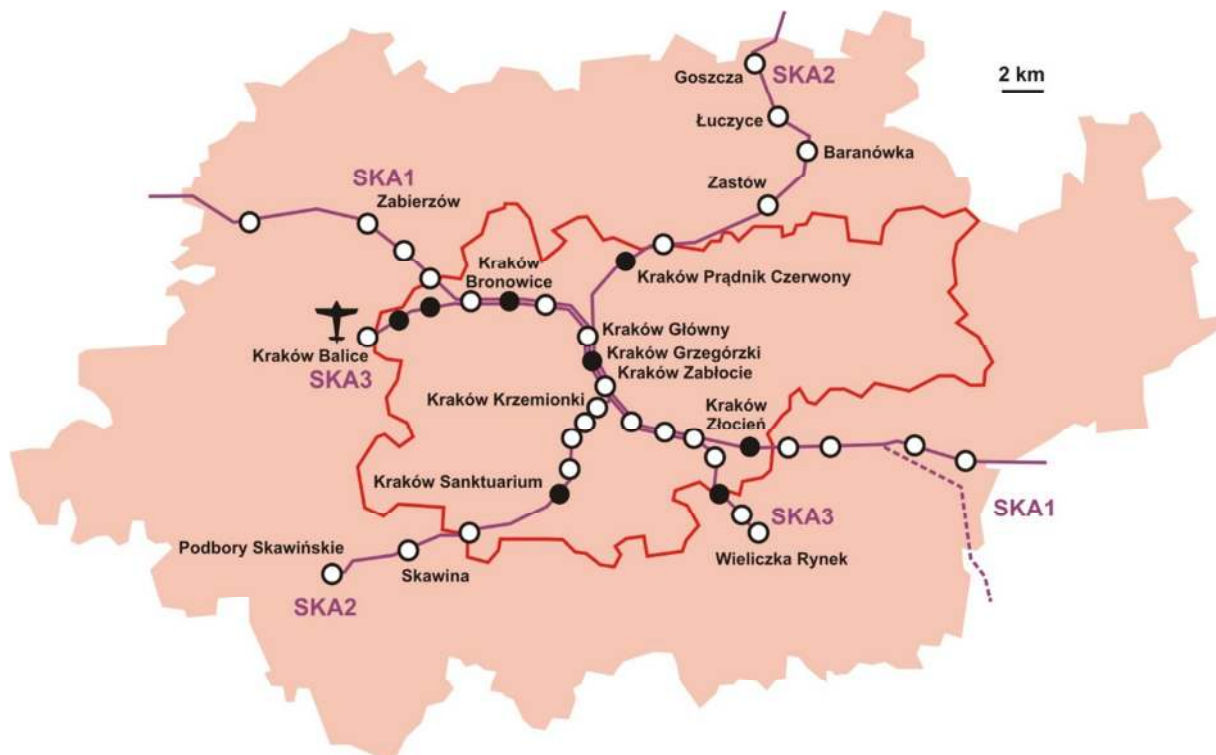 Goszcza
SKA2
2 km
Łuczyce
Baranówka
Zastów
SKA1
Zabierzów
Kraków
Bronowice
Kraków Prądnik Czerwony
Kraków Balice
SKA3
Kraków Główny
Kraków Grzegórzki
Kraków Zabłocie
Kraków Krzemionki
Kraków
Złocień
Kraków Sanktuarium
SKA3
SKA1
Wieliczka Rynek
Podbory Skawińskie
Skawina
SKA2